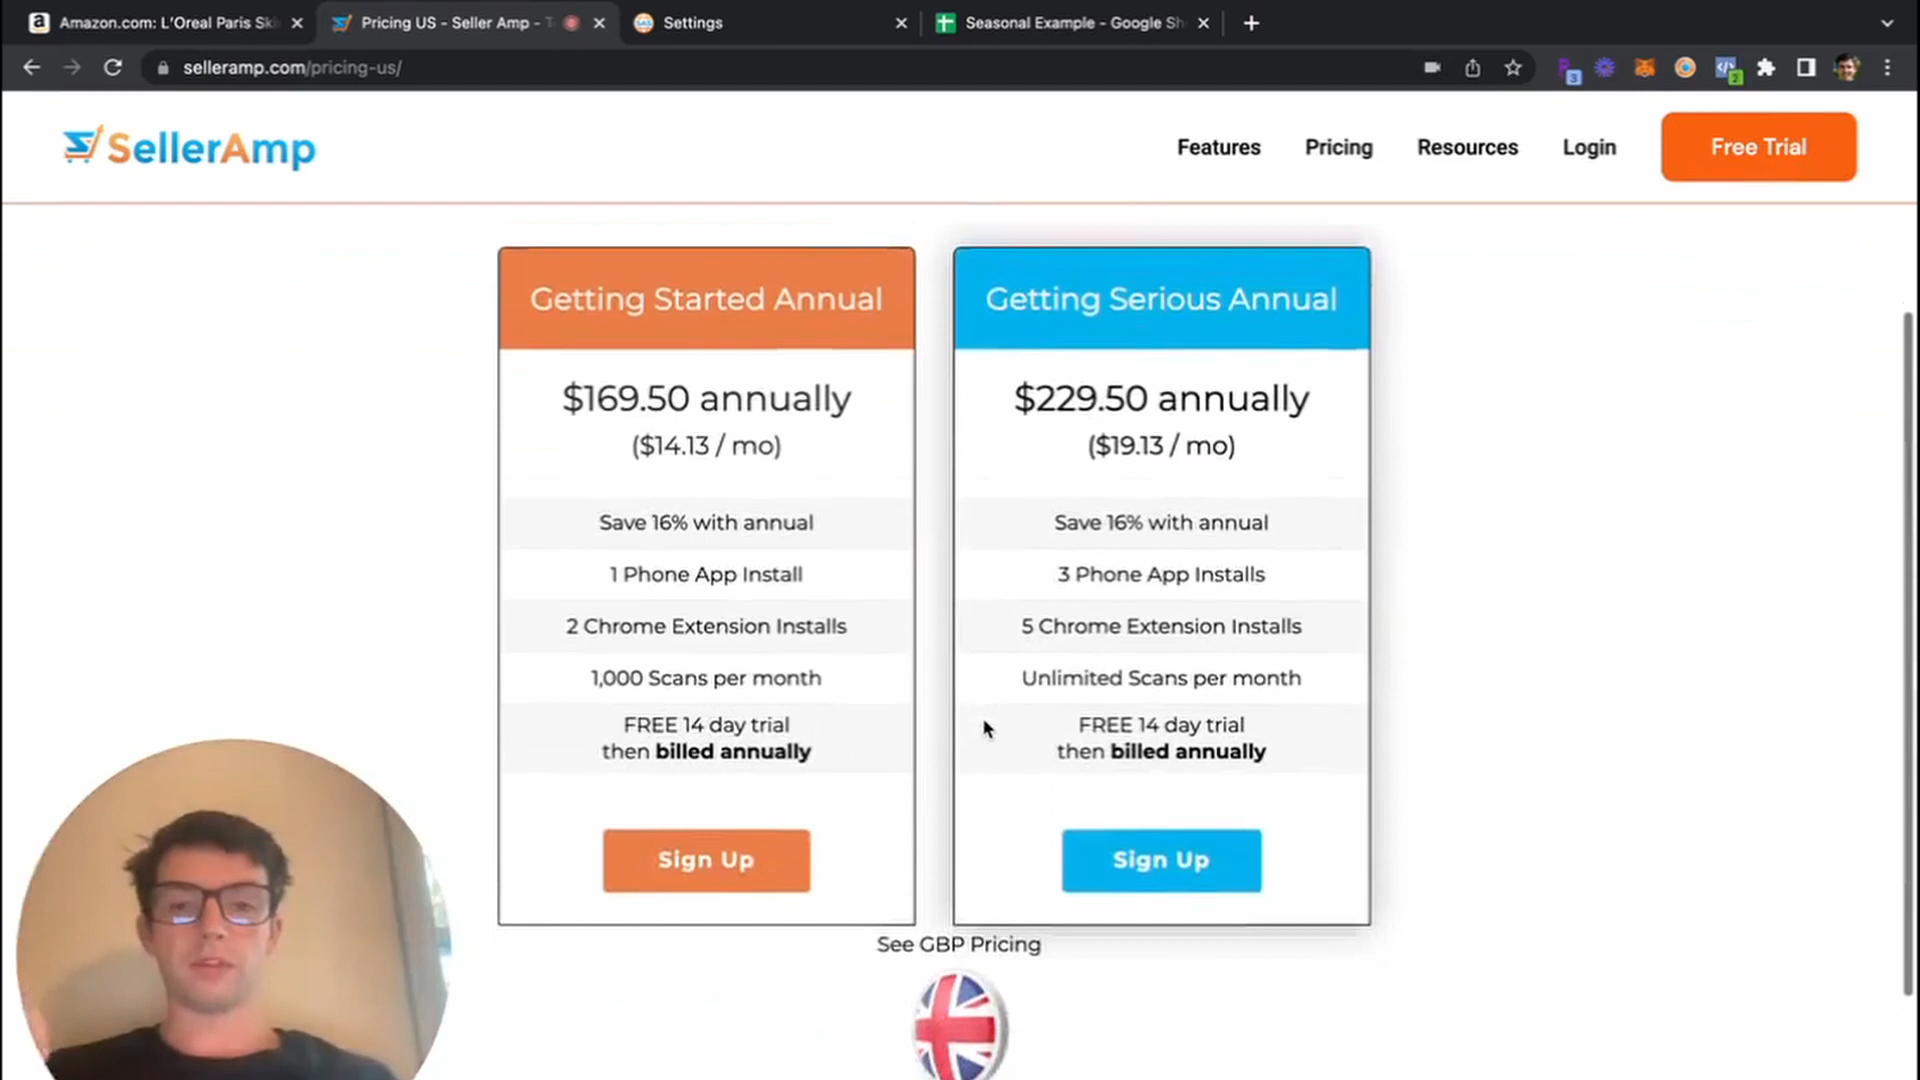 Amazon.com: L'Oreal Paris Ski
Pricing US - Seller Amp - T
Settings
Seasonal Example - Google Sh
selleramp.com/pricing-us/
3
2
SellerAmp
Features
Pricing
Resources
Login
Free Trial
Getting Started Annual
$169.50 annually
($14.13 / mo)
Save 16% with annual
1 Phone App Install
2 Chrome Extension Installs
1,000 Scans per month
FREE 14 day trial
then billed annually
Sign Up
Getting Serious Annual
$229.50 annually
($19.13 / mo)
Save 16% with annual
3 Phone App Installs
5 Chrome Extension Installs
Unlimited Scans per month
FREE 14 day trial
then billed annually
Sign Up
See GBP Pricing